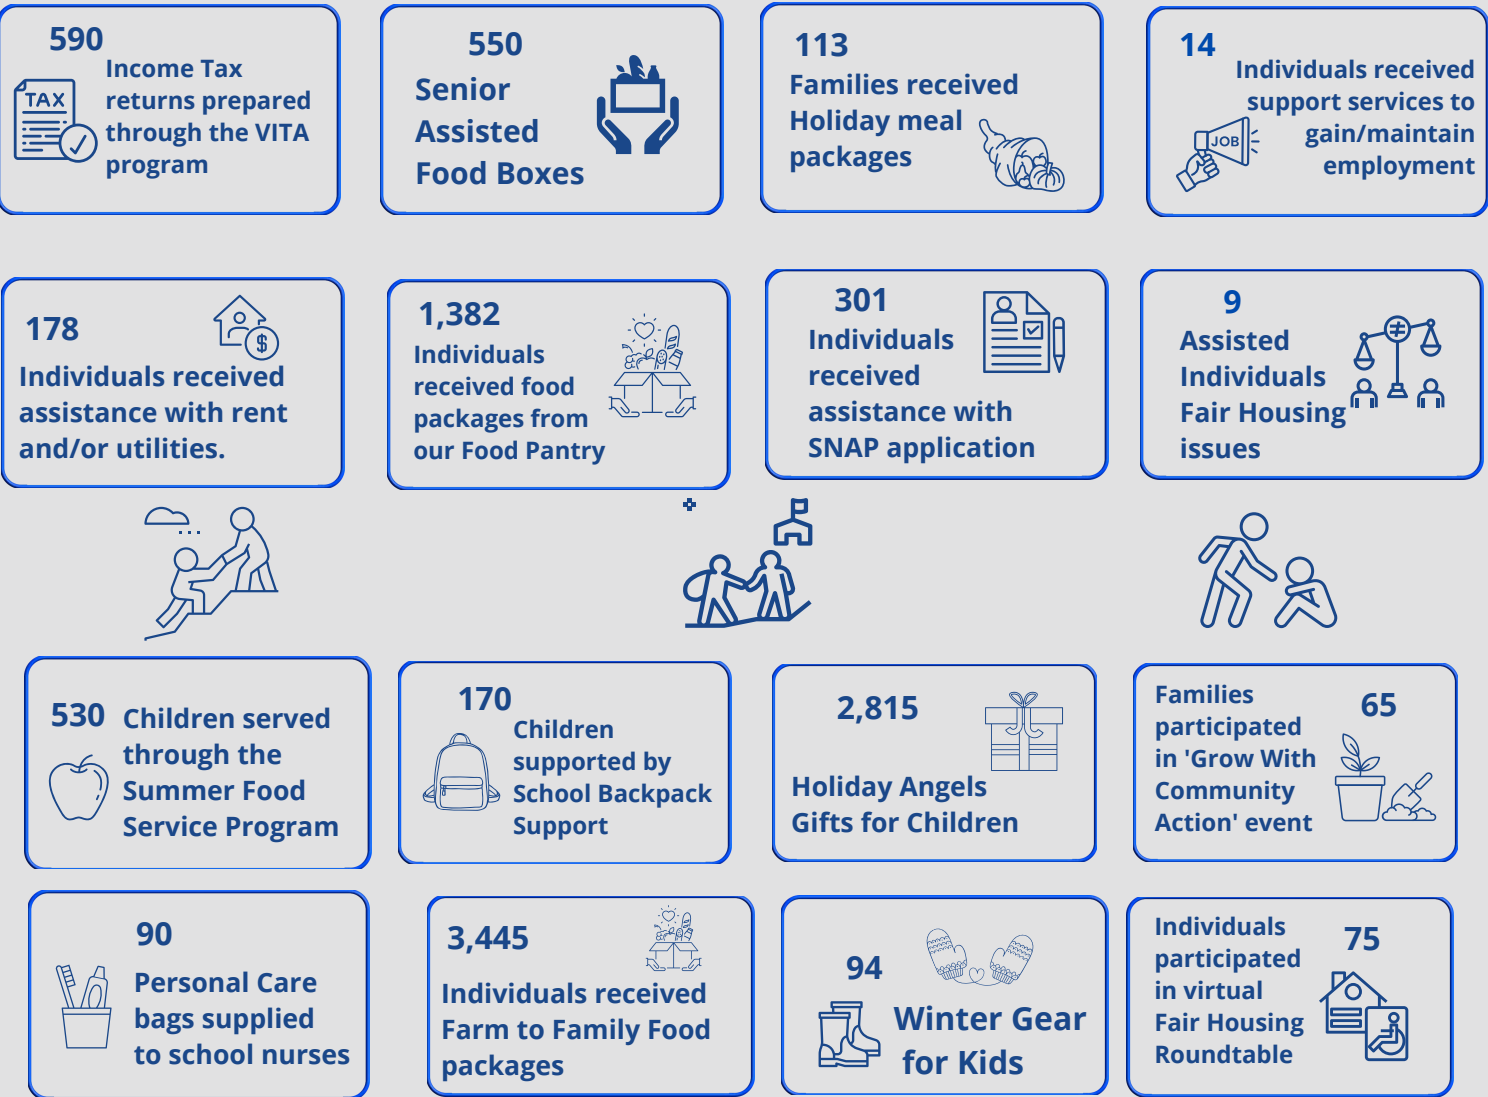 590
Income Tax
returns prepared
through the VITA
program
TAX
550
Senior
Assisted
Food Boxes
113
Families received
Holiday meal
packages
14
Individuals received
support services to
gain/maintain
employment
JOB
178
$
Individuals received
assistance with rent
and/or utilities.
1,382
Individuals
received food
packages from
our Food Pantry
301
Individuals
received
assistance with
SNAP application
9
Assisted
Individuals
Fair Housing
issues
≠
530
Children served
through the
Summer Food
Service Program
170
Children
supported by
School Backpack
Support
2,815
Holiday Angels
Gifts for Children
65
Families
participated
in 'Grow With
Community
Action' event
90
Personal Care
bags supplied
to school nurses
3,445
Individuals received
Farm to Family Food
packages
94
Winter Gear
for Kids
75
Individuals
participated
in virtual
Fair Housing
Roundtable